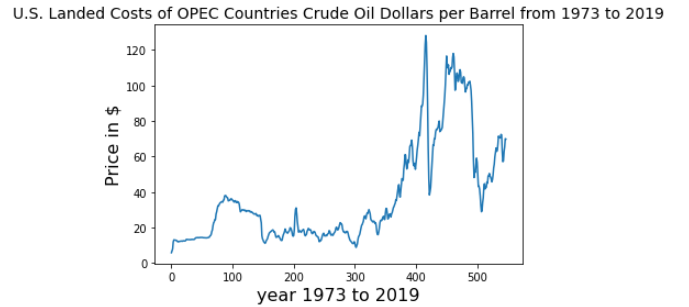 U.S. Landed Costs of OPEC Countries Crude Oil Dollars per Barrel from 1973 to 2019
120
100
80
60
40
20
0
Price in $
0 100 200 300 400 500
year 1973 to 2019